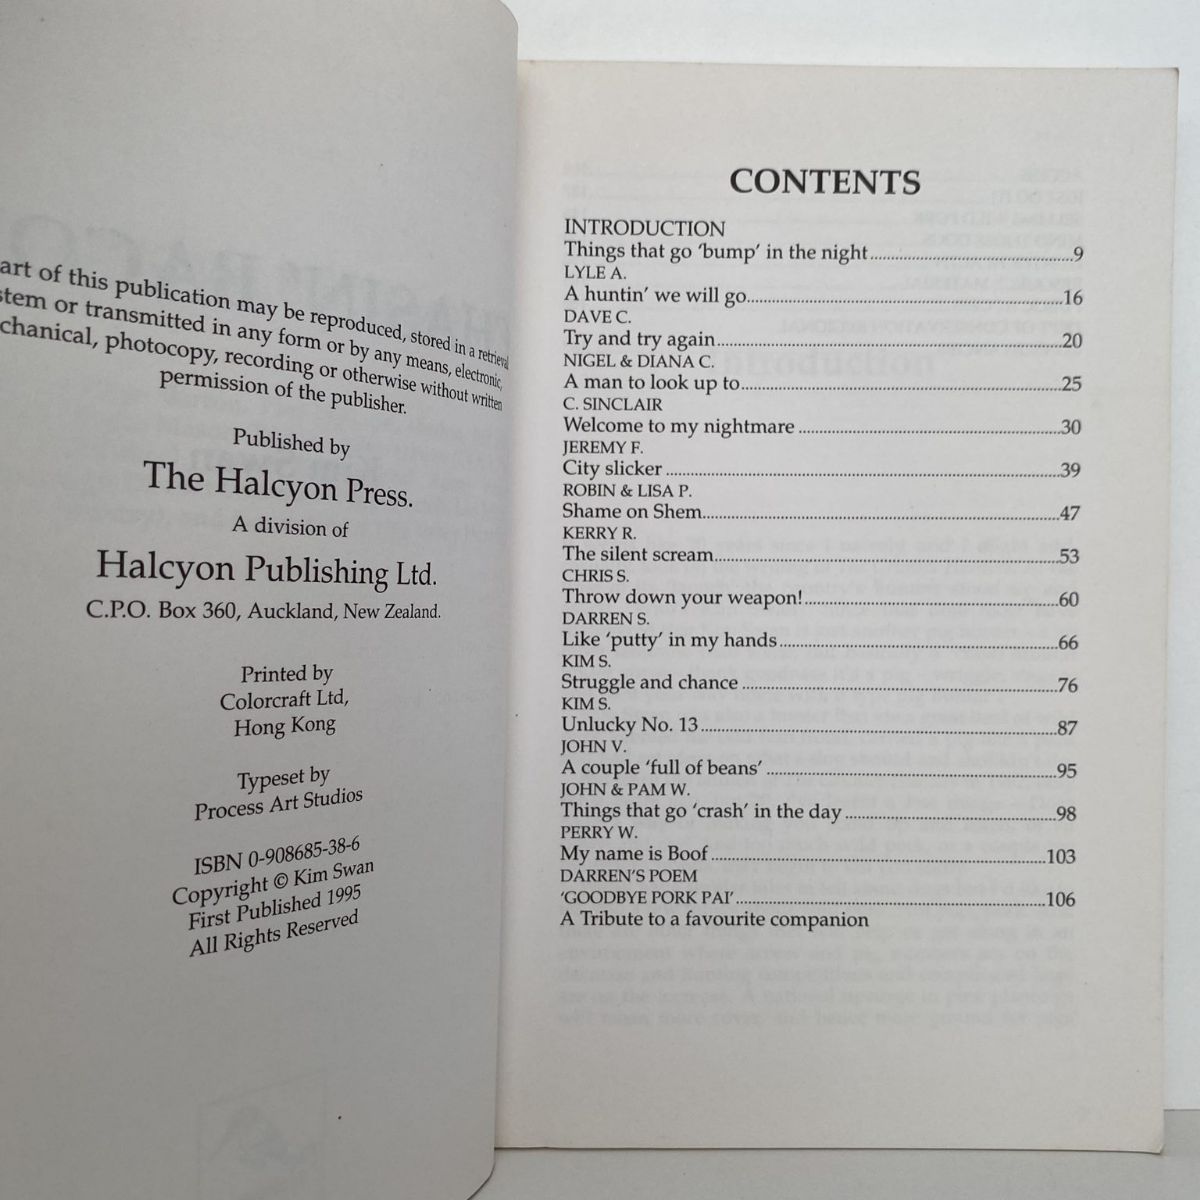 art of this publication may be reproduced, stored in a retrieval
stem or transmitted in any form or by any means, electronic,
chanical, photocopy, recording or otherwise without written
permission of the publisher.
Published by
The Halcyon Press.
A division of
Halcyon Publishing Ltd.
C.P.O. Box 360, Auckland, New Zealand.
Printed by
Colorcraft Ltd,
Hong Kong
Typeset by
Process Art Studios
ISBN 0-908685-38-6
Copyright © Kim Swan
First Published 1995
All Rights Reserved
CONTENTS
INTRODUCTION
Things that go ‘bump’ in the night 9
LYLE A.
A huntin’ we will go 16
DAVE C.
Try and try again 20
NIGEL & DIANA C.
A man to look up to 25
C. SINCLAIR
Welcome to my nightmare 30
JEREMY F.
City slicker 39
ROBIN & LISA P.
Shame on Shem 47
KERRY R.
The silent scream 53
CHRIS S.
Throw down your weapon! 60
DARREN S.
Like ‘putty’ in my hands 66
KIM S.
Struggle and chance 76
KIM S.
Unlucky No. 13 87
JOHN V.
A couple ‘full of beans’ 95
JOHN & PAM W.
Things that go ‘crash’ in the day 98
PERRY W.
My name is Boof 103
DARREN’S POEM
‘GOODBYE PORK PAI’ 106
A Tribute to a favourite companion